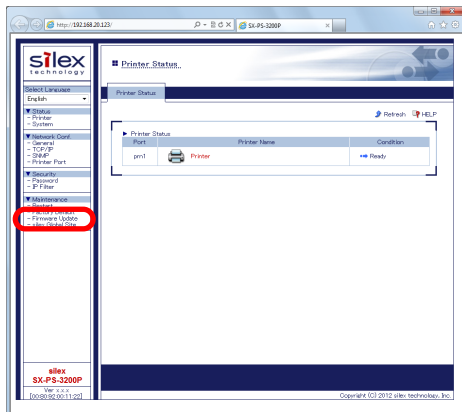 http://192.168.20.123/
SX-PS-3200P
silex
technology
Select Language
English
▼ Status
- Printer
- System
▼ Network Conf.
- General
- TCP/IP
- SNMP
- Printer Port
▼ Security
- Password
- IP Filter
▼ Maintenance
- Restart
- Factory Default
- Firmware Update
- silex Global Site
silex
SX-PS-3200P
Ver x.x.x
[00:80:92:00:11:22]
Printer Status
Printer Status
Refresh HELP
▶ Printer Status
Port Printer Name Condition
prn1 Printer Ready
Copyright (C) 2012 silex technology, Inc.